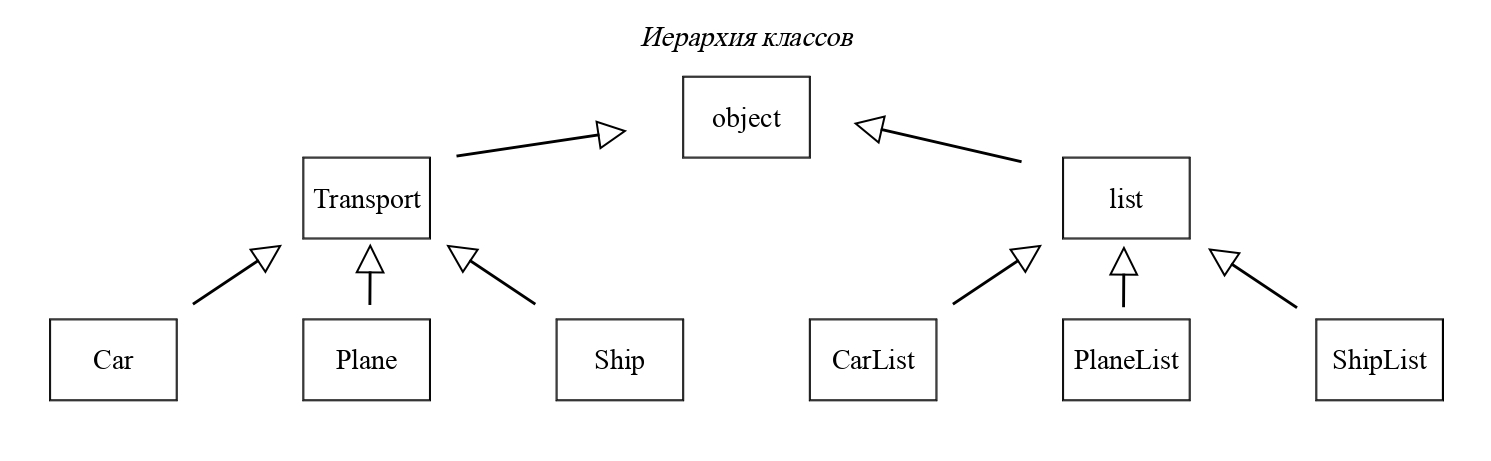 Иерархия классов
object
Transport
list
Car
Plane
Ship
CarList
PlaneList
ShipList